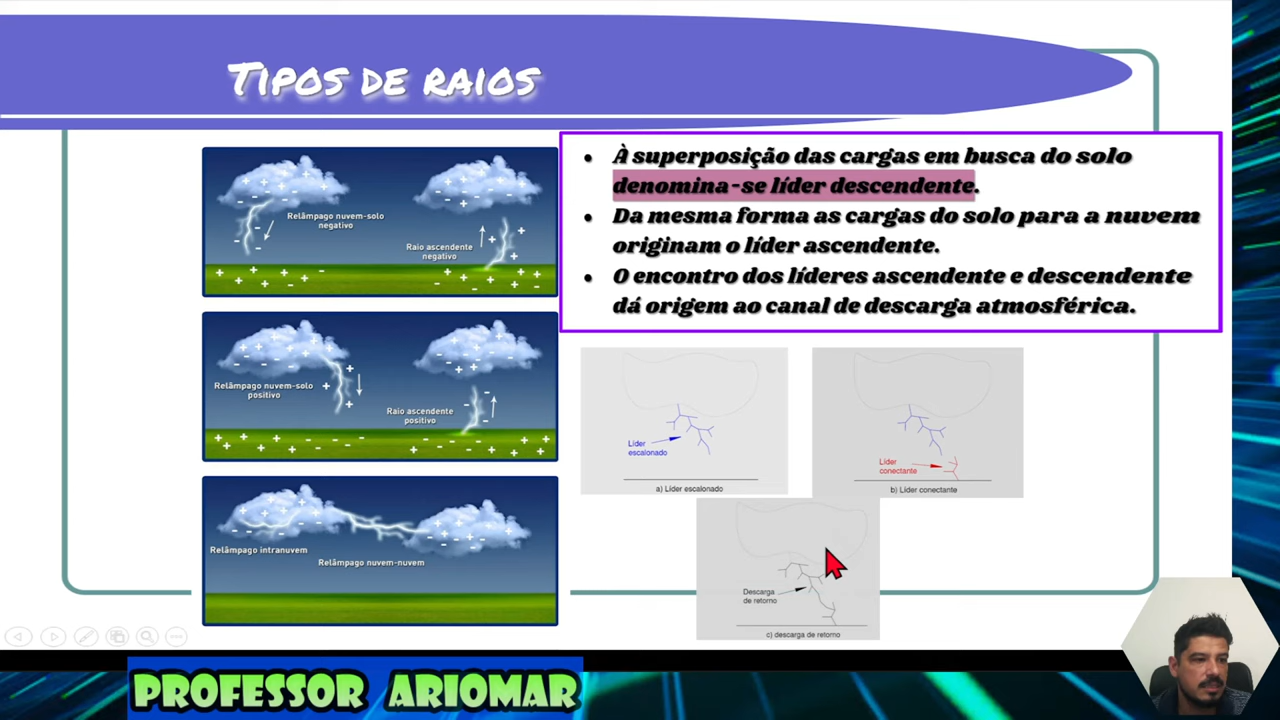 TIPOS DE RAIOS
À superposição das cargas em busca do solo
denomina-se líder descendente.
Da mesma forma as cargas do solo para a nuvem
originam o líder ascendente.
O encontro dos líderes ascendente e descendente
dá origem ao canal de descarga atmosférica.
Relâmpago nuvem-solo
negativo
Raio ascendente
negativo
Relâmpago nuvem-solo
positivo
Raio ascendente
positivo
Relâmpago intranuvem
Relâmpago nuvem-nuvem
Líder
escalonado
a) Líder escalonado
Líder
conectante
b) Líder conectante
Descarga
de retorno
c) descarga de retorno
PROFESSOR ARIOMAR